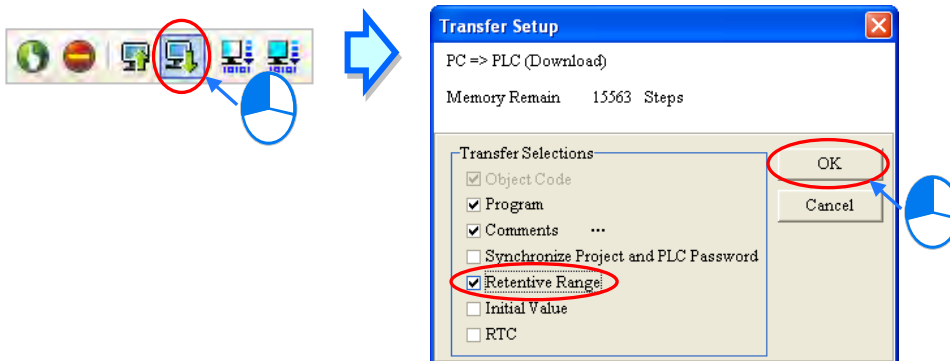 Transfer Setup
PC => PLC (Download)
Memory Remain 15563 Steps
Transfer Selections
Object Code
OK
Program
Cancel
Comments ...
Synchronize Project and PLC Password
Retentive Range
Initial Value
RTC